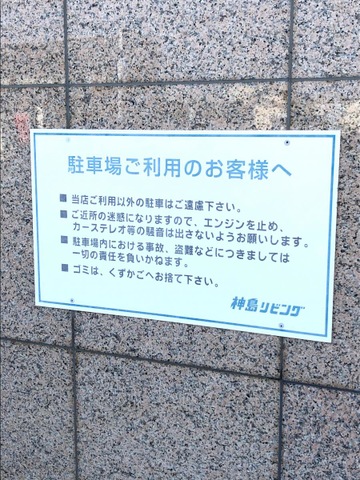 駐車場ご利用のお客様へ
■ 当店ご利用以外の駐車はご遠慮下さい。
■ ご近所の迷惑になりますので、エンジンを止め、
カーステレオ等の騒音は出さないようお願いします。
■ 駐車場内における事故、盗難などにつきましては
一切の責任を負いかねます。
■ ゴミは、くずかごへお捨て下さい。
神島リビング